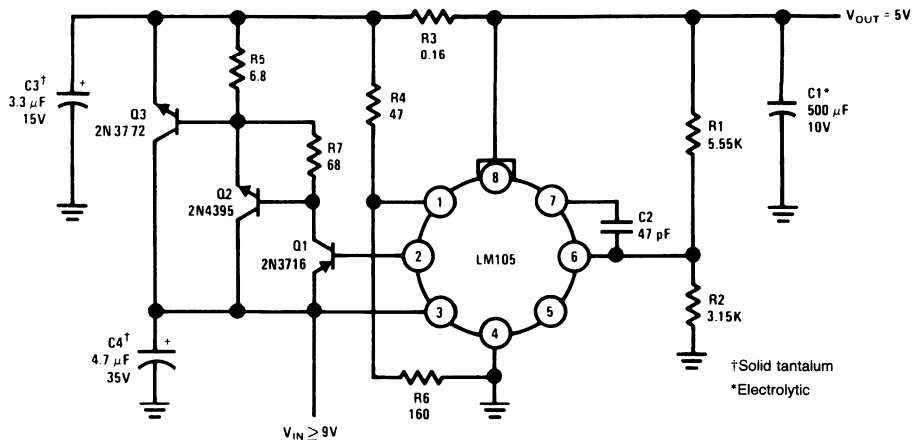 R3
0.16
V_OUT = 5V
R5
6.8
C3†
3.3 µF
15V
+
Q3
2N3772
R4
47
C1*
500 µF
10V
+
R1
5.55K
R7
68
8
Q2
2N4395
1
7
C2
47 pF
Q1
2N3716
2
LM105
6
3
5
4
R2
3.15K
C4†
4.7 µF
35V
+
R6
160
V_IN ≥ 9V
†Solid tantalum
*Electrolytic